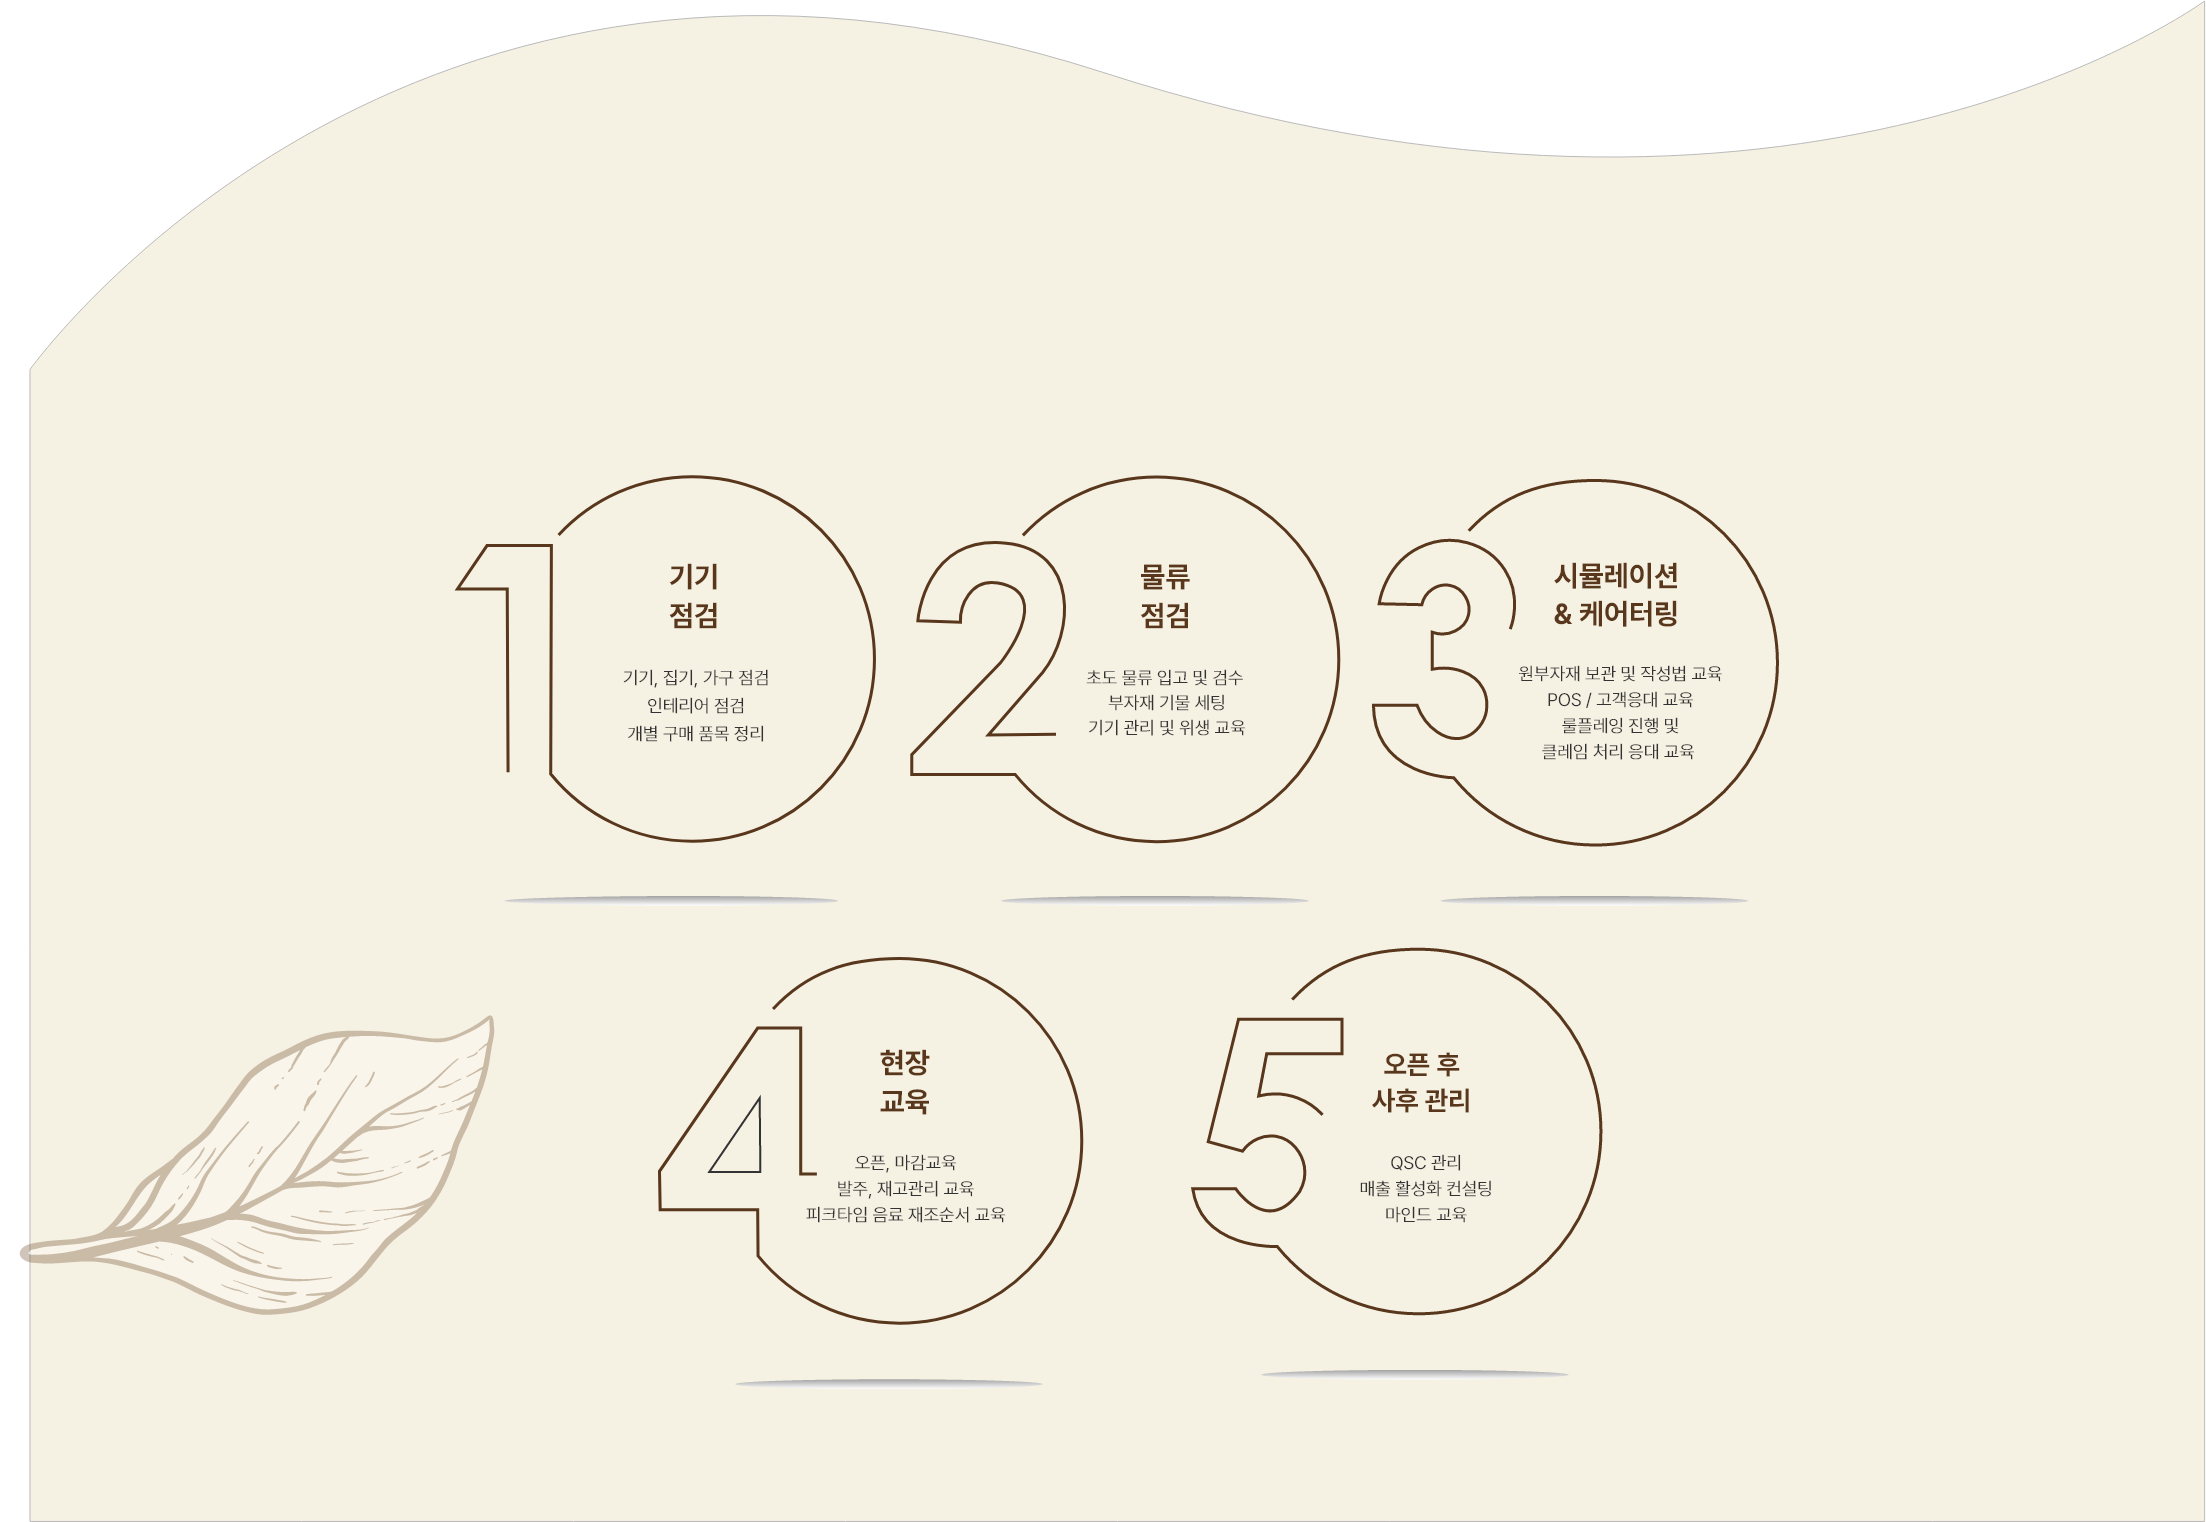 1
기기
점검
기기, 집기, 가구 점검
인테리어 점검
개별 구매 품목 정리
2
물류
점검
초도 물류 입고 및 검수
부자재 기물 세팅
기기 관리 및 위생 교육
3
시뮬레이션
& 케어터링
원부자재 보관 및 작성법 교육
POS / 고객응대 교육
룰플레잉 진행 및
클레임 처리 응대 교육
4
현장
교육
오픈, 마감교육
발주, 재고관리 교육
피크타임 음료 재조순서 교육
5
오픈 후
사후 관리
QSC 관리
매출 활성화 컨설팅
마인드 교육